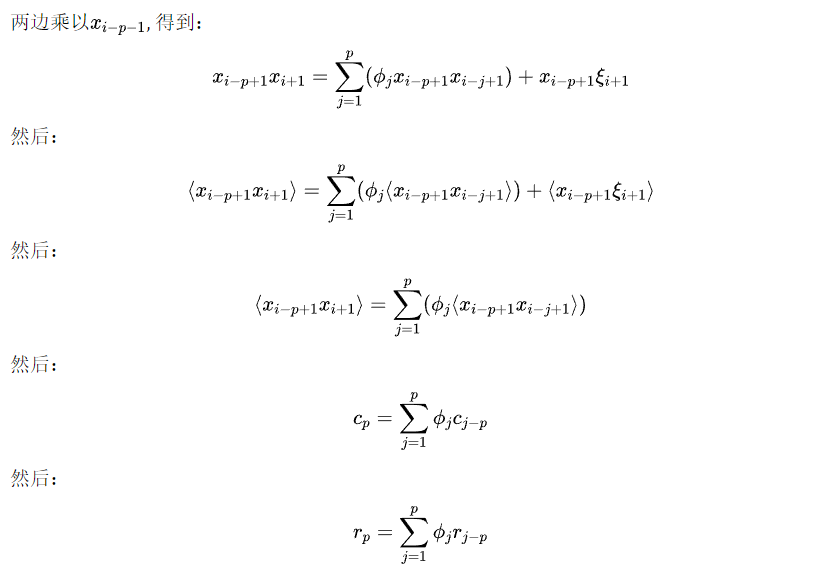 两边乘以$x_{i-p-1}$, 得到：
$$x_{i-p+1}x_{i+1} = \sum_{j=1}^{p}(\phi_j x_{i-p+1}x_{i-j+1}) + x_{i-p+1}\xi_{i+1}$$
然后：
$$\langle x_{i-p+1}x_{i+1} \rangle = \sum_{j=1}^{p}(\phi_j \langle x_{i-p+1}x_{i-j+1} \rangle) + \langle x_{i-p+1}\xi_{i+1} \rangle$$
然后：
$$\langle x_{i-p+1}x_{i+1} \rangle = \sum_{j=1}^{p}(\phi_j \langle x_{i-p+1}x_{i-j+1} \rangle)$$
然后：
$$c_p = \sum_{j=1}^{p} \phi_j c_{j-p}$$
然后：
$$r_p = \sum_{j=1}^{p} \phi_j r_{j-p}$$